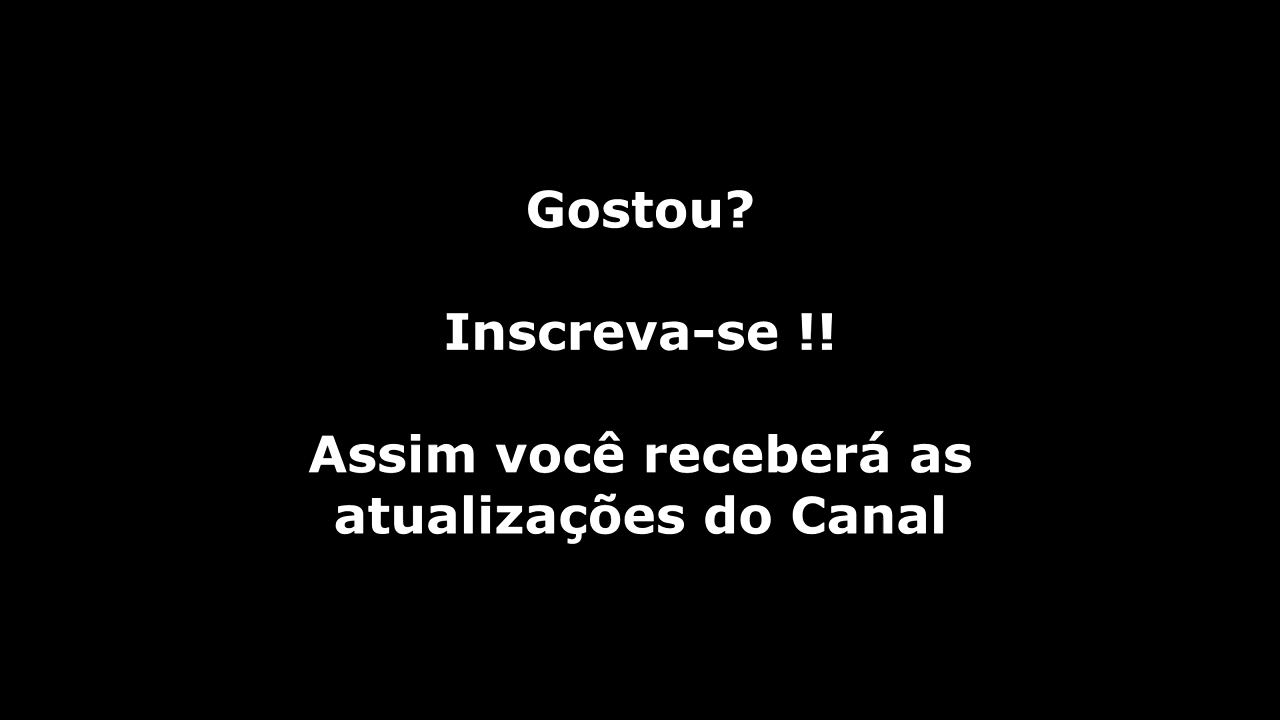 Gostou?
Inscreva-se !!
Assim você receberá as
atualizações do Canal